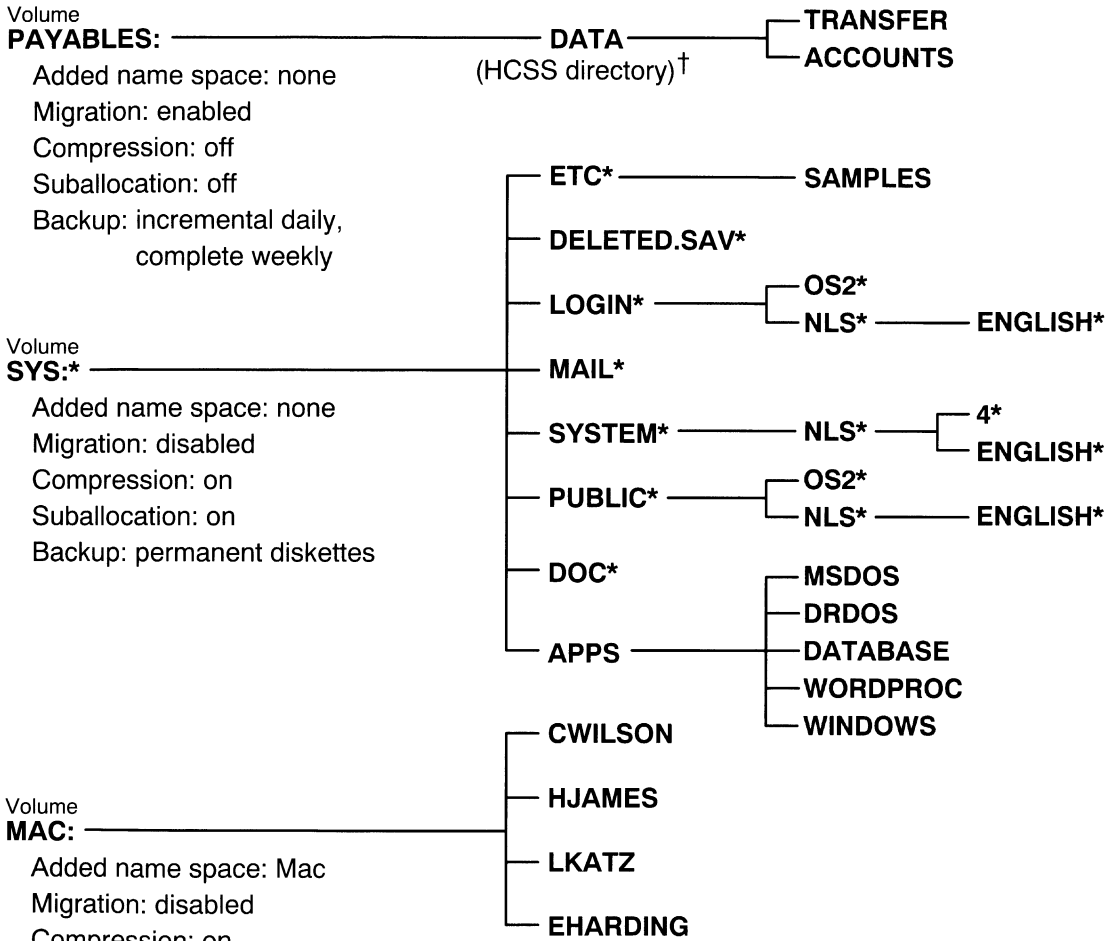 Volume
PAYABLES:
DATA
(HCSS directory)†
TRANSFER
ACCOUNTS
Added name space: none
Migration: enabled
Compression: off
Suballocation: off
Backup: incremental daily,
complete weekly
Volume
SYS:*
Added name space: none
Migration: disabled
Compression: on
Suballocation: on
Backup: permanent diskettes
ETC*
SAMPLES
DELETED.SAV*
LOGIN*
OS2*
NLS*
ENGLISH*
MAIL*
SYSTEM*
NLS*
4*
ENGLISH*
PUBLIC*
OS2*
NLS*
ENGLISH*
DOC*
APPS
MSDOS
DRDOS
DATABASE
WORDPROC
WINDOWS
Volume
MAC:
Added name space: Mac
Migration: disabled
Compression: on
CWILSON
HJAMES
LKATZ
EHARDING